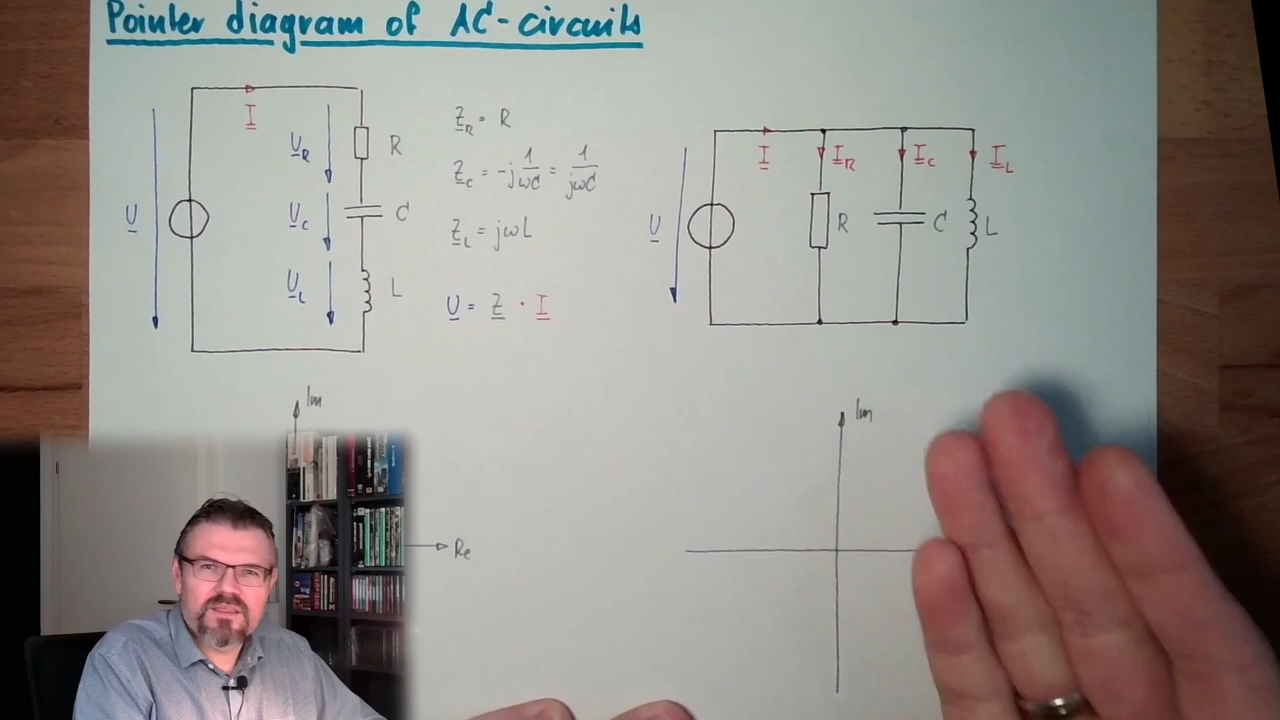 Pointer diagram of AC-circuits
I
U
U_R
R
U_C
C
U_L
L
Z_R = R
Z_C = -j 1/ωC = 1/jωC
Z_L = jωL
U = Z · I
I
I_R
I_C
I_L
U
R
C
L
Im
Re
Im